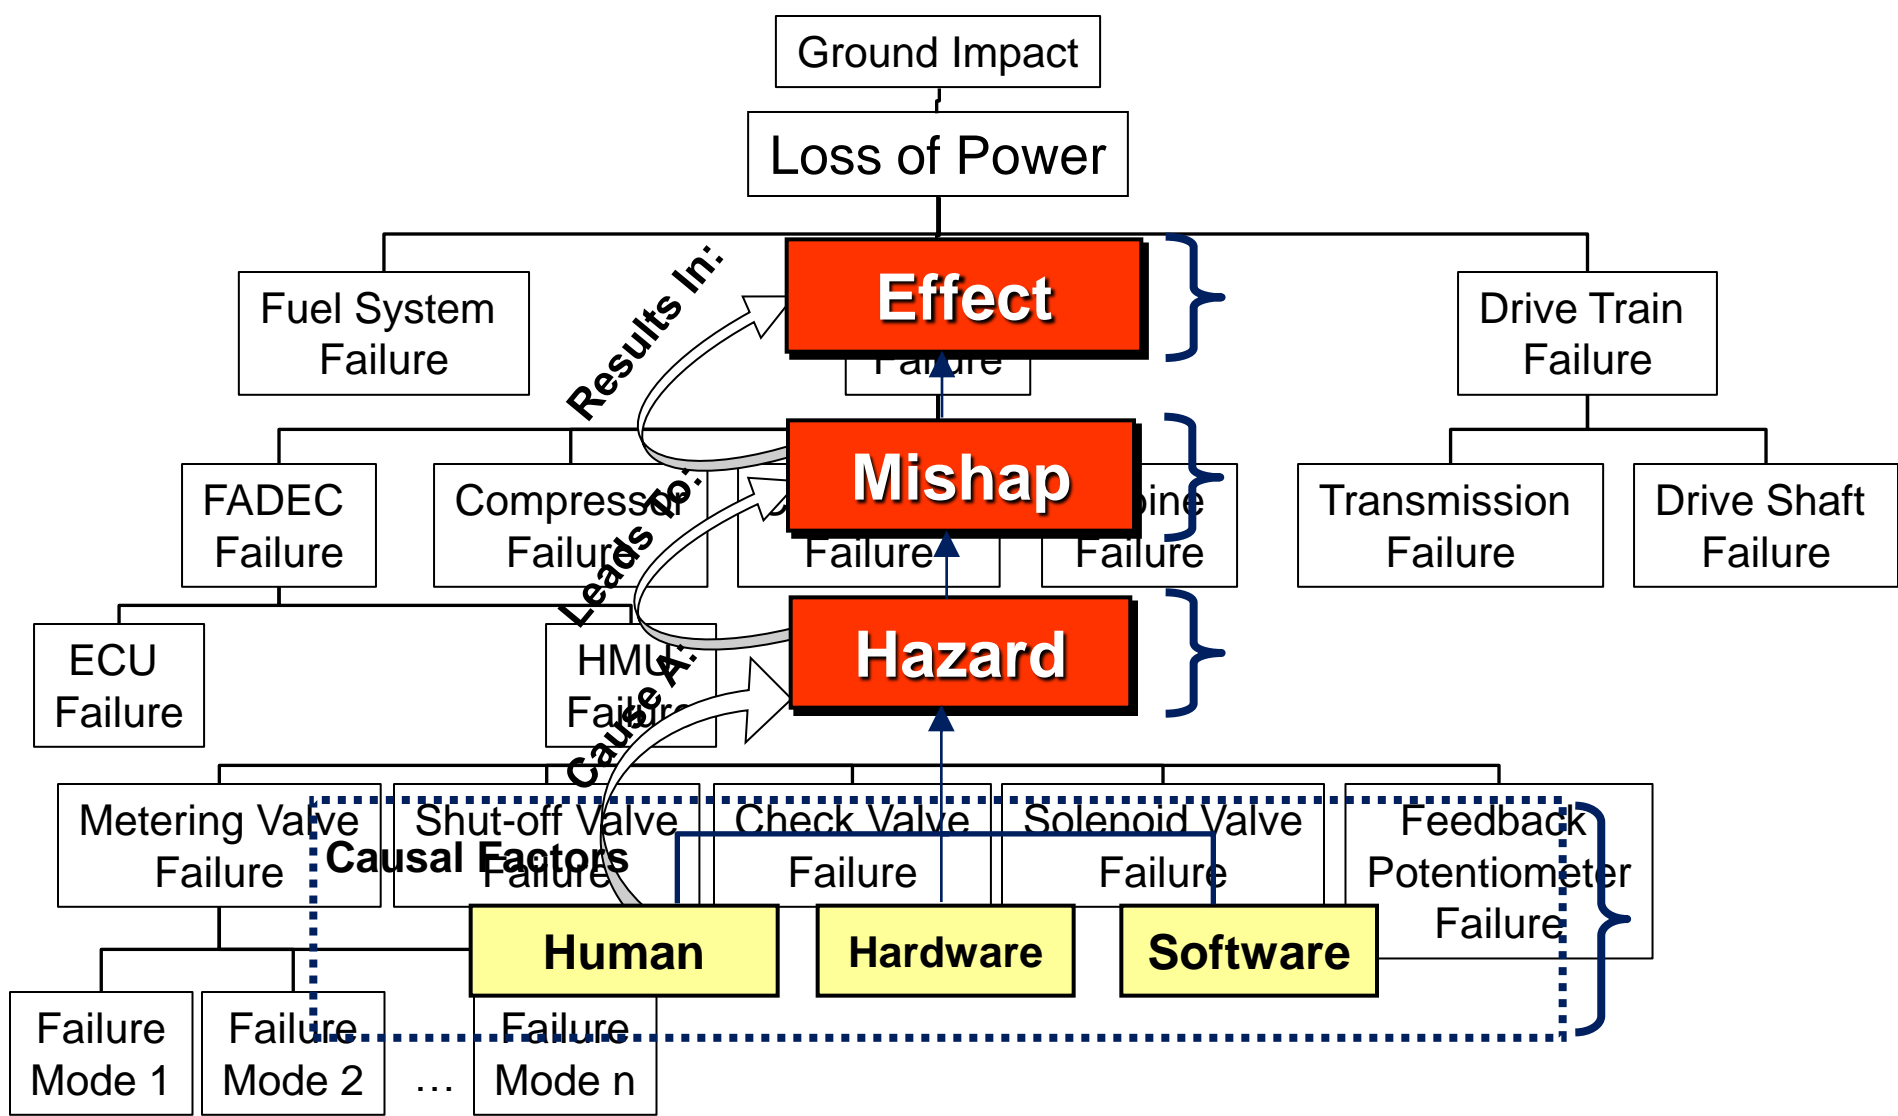 Ground Impact
Loss of Power
Effect
Results In:
Fuel System
Failure
Failure
Drive Train
Failure
Mishap
Leads To:
FADEC
Failure
Compressor
Failure
Failure
Failure
Transmission
Failure
Drive Shaft
Failure
Hazard
Cause A:
ECU
Failure
HMU
Failure
Metering Valve
Failure
Shut-off Valve
Failure
Check Valve
Failure
Solenoid Valve
Failure
Feedback
Potentiometer
Failure
Causal Factors
Human
Hardware
Software
Failure
Mode 1
Failure
Mode 2
...
Failure
Mode n